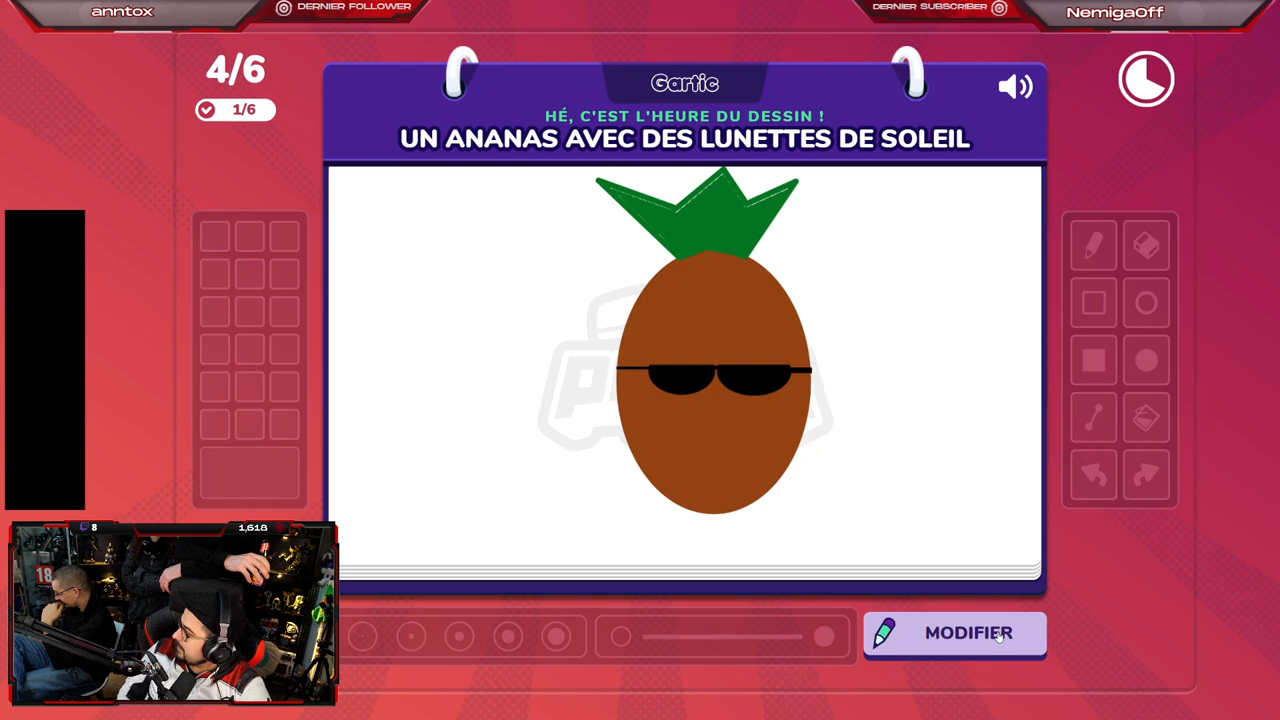 anntox
DERNIER FOLLOWER
DERNIER SUBSCRIBER
NemigaOff
4/6
1/6
Gartic
HÉ, C'EST L'HEURE DU DESSIN !
UN ANANAS AVEC DES LUNETTES DE SOLEIL
MODIFIER
8
1,618
18